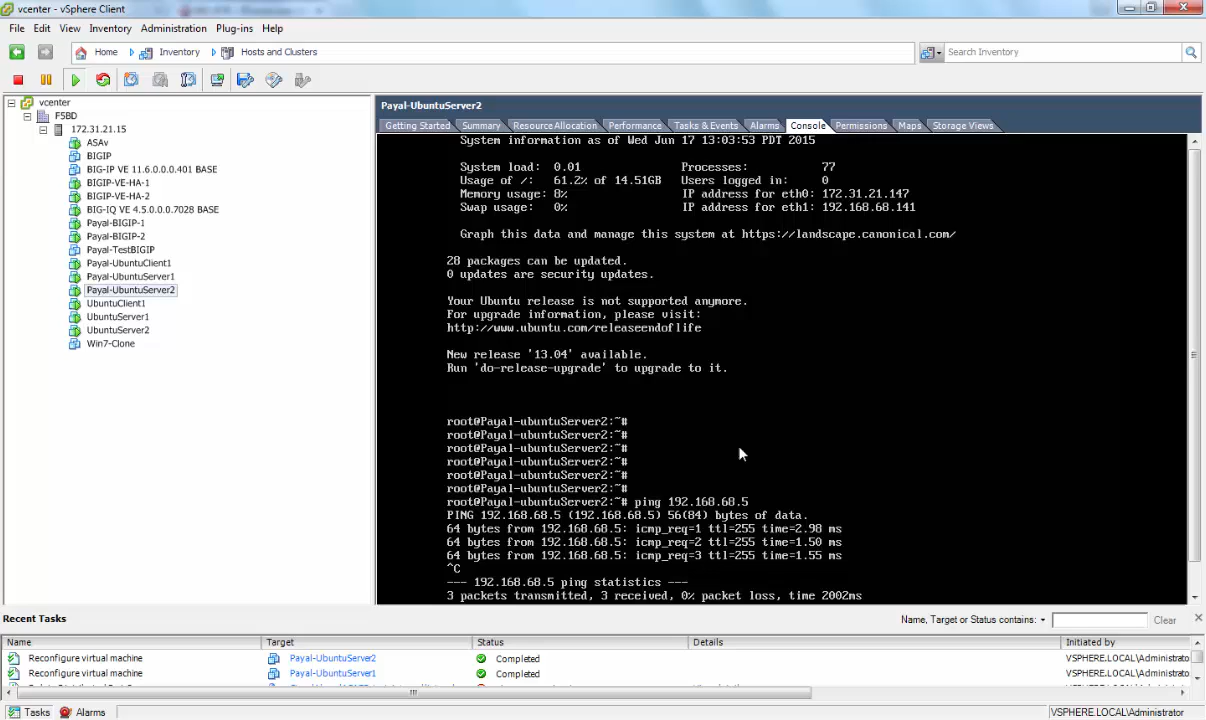 vcenter - vSphere Client
File Edit View Inventory Administration Plug-ins Help
Home Inventory Hosts and Clusters Search Inventory
vcenter
F5BD
172.31.21.15
ASAv
BIGIP
BIG-IP VE 11.6.0.0.0.401 BASE
BIGIP-VE-HA-1
BIGIP-VE-HA-2
BIG-IQ VE 4.5.0.0.0.7028 BASE
Payal-BIGIP-1
Payal-BIGIP-2
Payal-TestBIGIP
Payal-UbuntuClient1
Payal-UbuntuServer1
Payal-UbuntuServer2
UbuntuClient1
UbuntuServer1
UbuntuServer2
Win7-Clone
Payal-UbuntuServer2
Getting Started Summary Resource Allocation Performance Tasks & Events Alarms Console Permissions Maps Storage Views
System information as of Wed Jun 17 13:03:53 PDT 2015
System load: 0.01 Processes: 77
Usage of /: 61.2% of 14.51GB Users logged in: 0
Memory usage: 8% IP address for eth0: 172.31.21.147
Swap usage: 0% IP address for eth1: 192.168.68.141
Graph this data and manage this system at https://landscape.canonical.com/
28 packages can be updated.
0 updates are security updates.
Your Ubuntu release is not supported anymore.
For upgrade information, please visit:
http://www.ubuntu.com/releaseendoflife
New release '13.04' available.
Run 'do-release-upgrade' to upgrade to it.
root@Payal-ubuntuServer2:~#
root@Payal-ubuntuServer2:~#
root@Payal-ubuntuServer2:~#
root@Payal-ubuntuServer2:~#
root@Payal-ubuntuServer2:~#
root@Payal-ubuntuServer2:~#
root@Payal-ubuntuServer2:~# ping 192.168.68.5
PING 192.168.68.5 (192.168.68.5) 56(84) bytes of data.
64 bytes from 192.168.68.5: icmp_req=1 ttl=255 time=2.98 ms
64 bytes from 192.168.68.5: icmp_req=2 ttl=255 time=1.50 ms
64 bytes from 192.168.68.5: icmp_req=3 ttl=255 time=1.55 ms
^C
--- 192.168.68.5 ping statistics ---
3 packets transmitted, 3 received, 0% packet loss, time 2002ms
Recent Tasks Name, Target or Status contains: Clear
Name Target Status Details Initiated by
Reconfigure virtual machine Payal-UbuntuServer2 Completed VSPHERE.LOCAL\Administrato
Reconfigure virtual machine Payal-UbuntuServer1 Completed VSPHERE.LOCAL\Administrato
Tasks Alarms VSPHERE.LOCAL\Administrator